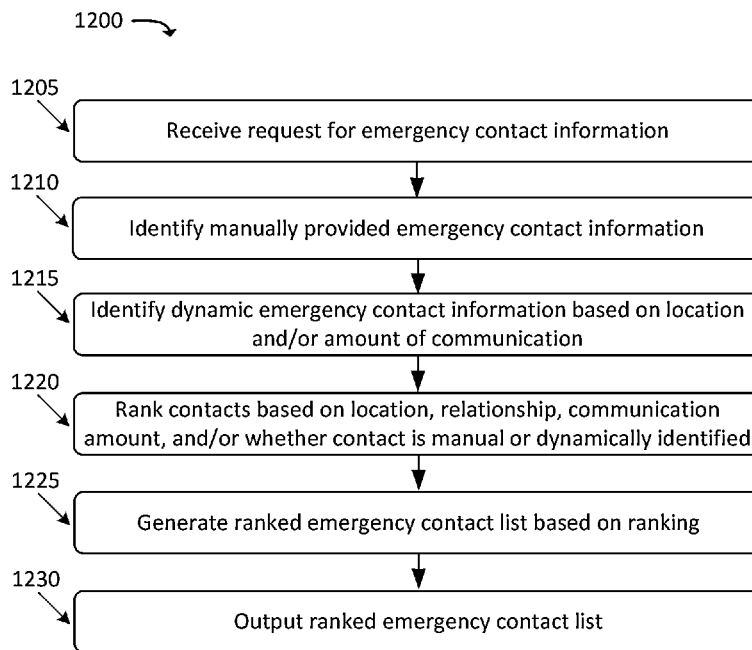 1200
1205
Receive request for emergency contact information
1210
Identify manually provided emergency contact information
1215
Identify dynamic emergency contact information based on location
and/or amount of communication
1220
Rank contacts based on location, relationship, communication
amount, and/or whether contact is manual or dynamically identified
1225
Generate ranked emergency contact list based on ranking
1230
Output ranked emergency contact list